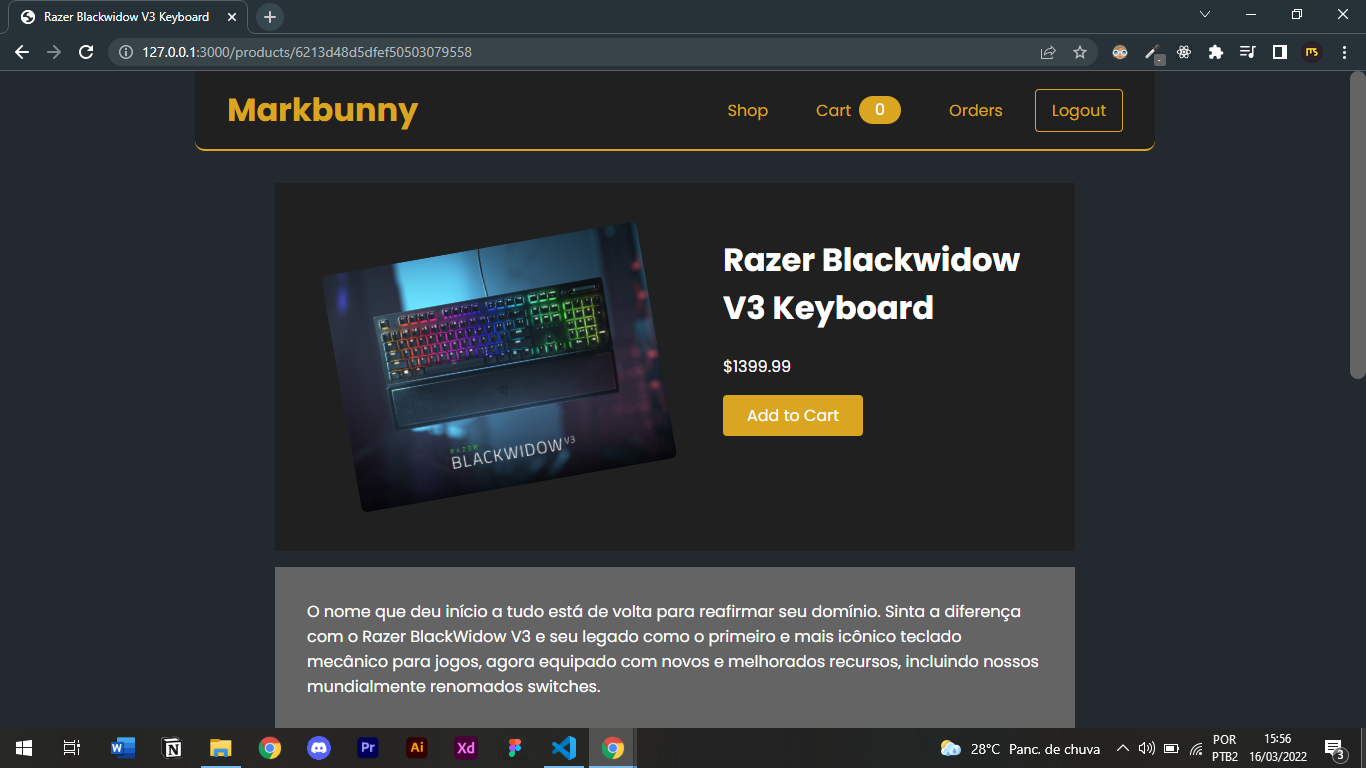 Razer Blackwidow V3 Keyboard
127.0.0.1:3000/products/6213d48d5dfef50503079558
Markbunny
Shop
Cart 0
Orders
Logout
RAZER
BLACKWIDOW V3
Razer Blackwidow
V3 Keyboard
$1399.99
Add to Cart
O nome que deu início a tudo está de volta para reafirmar seu domínio. Sinta a diferença
com o Razer BlackWidow V3 e seu legado como o primeiro e mais icônico teclado
mecânico para jogos, agora equipado com novos e melhorados recursos, incluindo nossos
mundialmente renomados switches.
W
N
Pr
Ai
Xd
28°C Panc. de chuva
POR
PTB2
15:56
16/03/2022
3